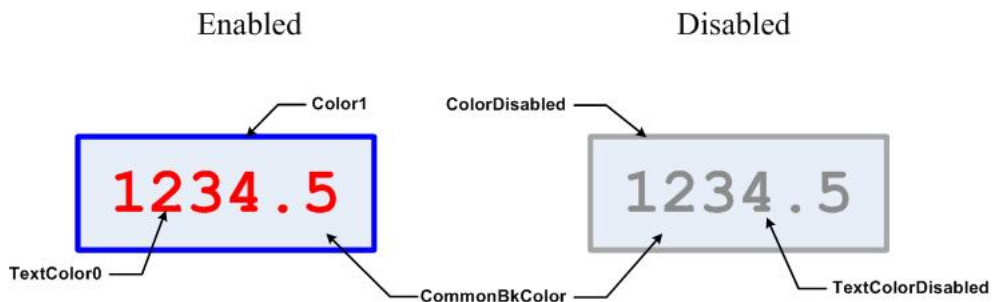 Enabled
Disabled
Color1
ColorDisabled
1234.5
1234.5
TextColor0
CommonBkColor
TextColorDisabled